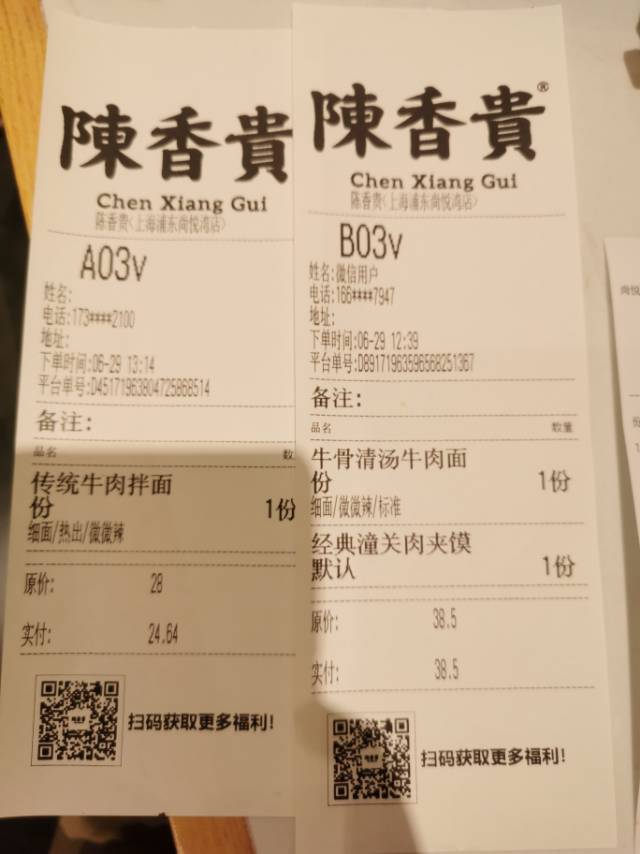 陳香貴
Chen Xiang Gui
陈香贵(上海浦东尚悦湾店)
A03v
姓名:
电话:173****2100
地址:
下单时间:06-29 13:14
平台单号:D45171963804725868514
备注:
品名 数
传统牛肉拌面
份 1份
细面/热出/微微辣
原价: 28
实付: 24.64
扫码获取更多福利!
陳香貴®
Chen Xiang Gui
陈香贵(上海浦东尚悦湾店)
B03v
姓名:微信用户
电话:166****7947
地址:
下单时间:06-29 12:39
平台单号:D89171963596568251367
备注:
品名 数量
牛骨清汤牛肉面
份 1份
细面/微微辣/标准
经典潼关肉夹馍
默认 1份
原价: 38.5
实付: 38.5
扫码获取更多福利!
尚悦